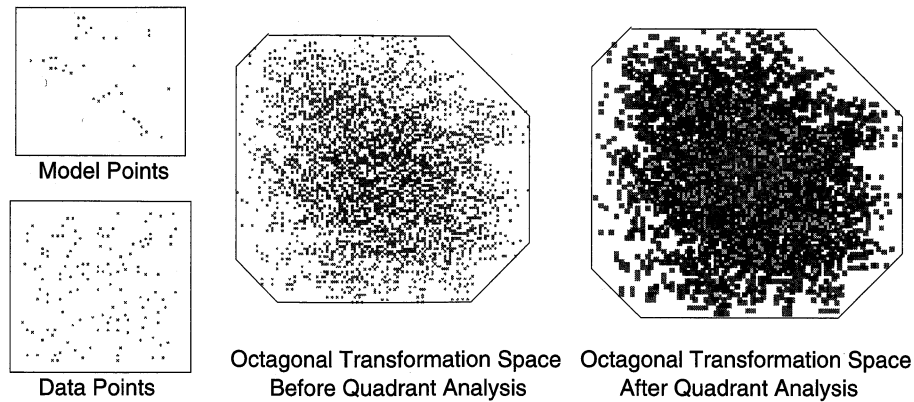 Model Points
Data Points
Octagonal Transformation Space
Before Quadrant Analysis
Octagonal Transformation Space
After Quadrant Analysis